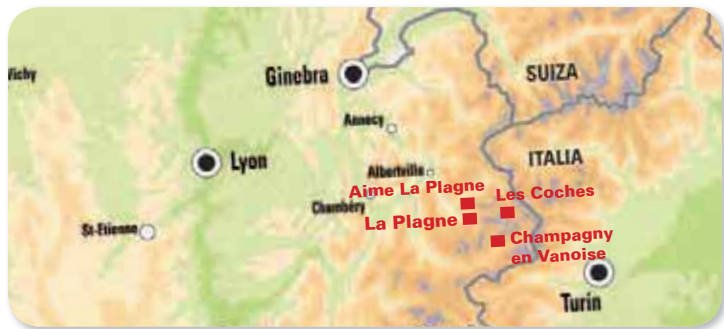 Vichy
Ginebra
SUIZA
Annecy
Lyon
ITALIA
Albertville
Aime La Plagne
Les Coches
Chambéry
La Plagne
St-Etienne
Champagny
en Vanoise
Turin